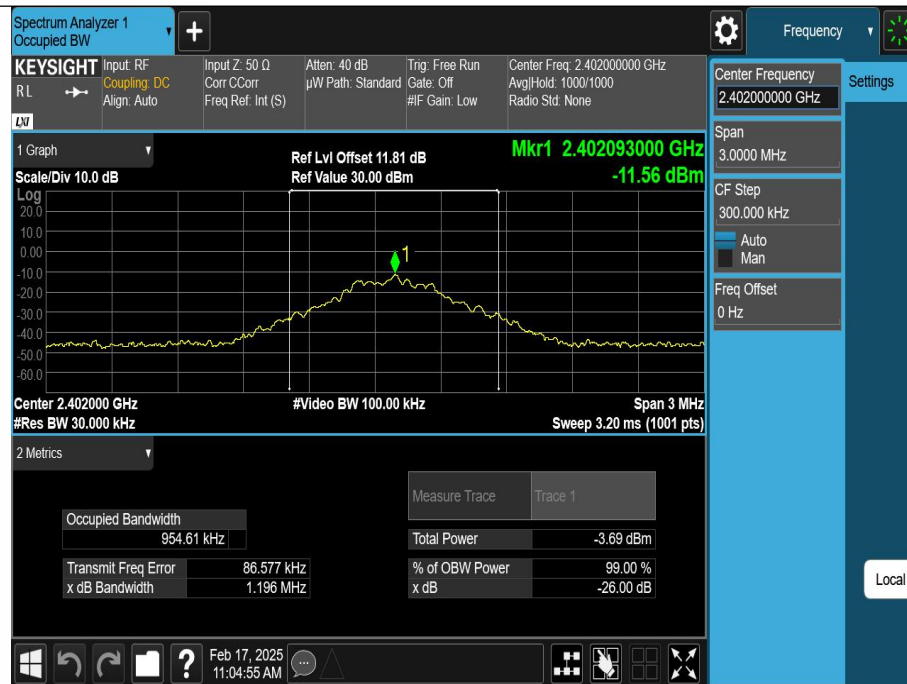 Spectrum Analyzer 1
Occupied BW
+
Frequency
KEYSIGHT
RL
LXI
Input: RF
Coupling: DC
Align: Auto
Input Z: 50 Ω
Corr CCorr
Freq Ref: Int (S)
Atten: 40 dB
µW Path: Standard
Trig: Free Run
Gate: Off
#IF Gain: Low
Center Freq: 2.402000000 GHz
Avg|Hold: 1000/1000
Radio Std: None
Center Frequency
2.402000000 GHz
Settings
Span
3.0000 MHz
CF Step
300.000 kHz
Auto
Man
Freq Offset
0 Hz
Local
1 Graph
Scale/Div 10.0 dB
Ref Lvl Offset 11.81 dB
Ref Value 30.00 dBm
Mkr1 2.402093000 GHz
-11.56 dBm
Log
20.0
10.0
0.00
-10.0
-20.0
-30.0
-40.0
-50.0
-60.0
1
Center 2.402000 GHz
#Video BW 100.00 kHz
Span 3 MHz
#Res BW 30.000 kHz
Sweep 3.20 ms (1001 pts)
2 Metrics
Measure Trace Trace 1
Occupied Bandwidth
954.61 kHz
Total Power -3.69 dBm
Transmit Freq Error 86.577 kHz
% of OBW Power 99.00 %
x dB Bandwidth 1.196 MHz
x dB -26.00 dB
?
Feb 17, 2025
11:04:55 AM